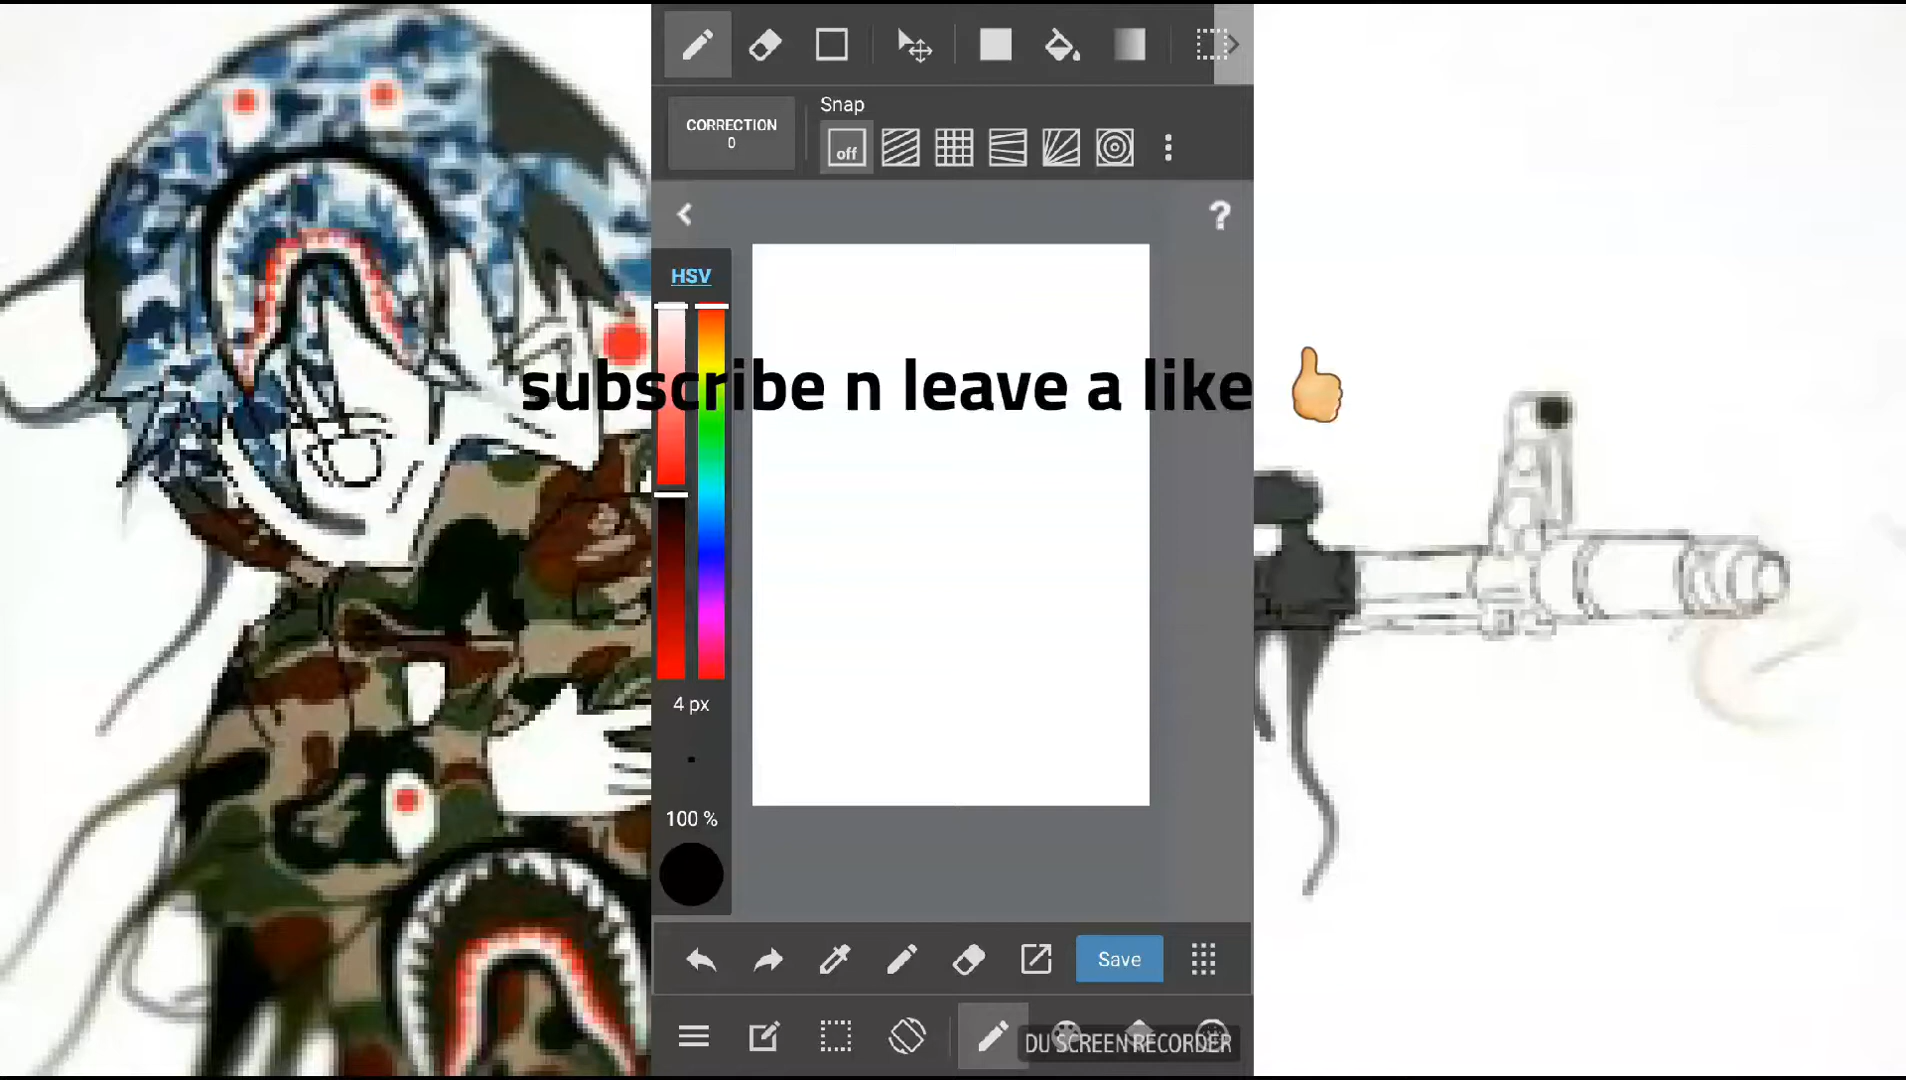 Snap
CORRECTION
0
off
?
HSV
subscribe n leave a like
4 px
100 %
Save
DU SCREEN RECORDER